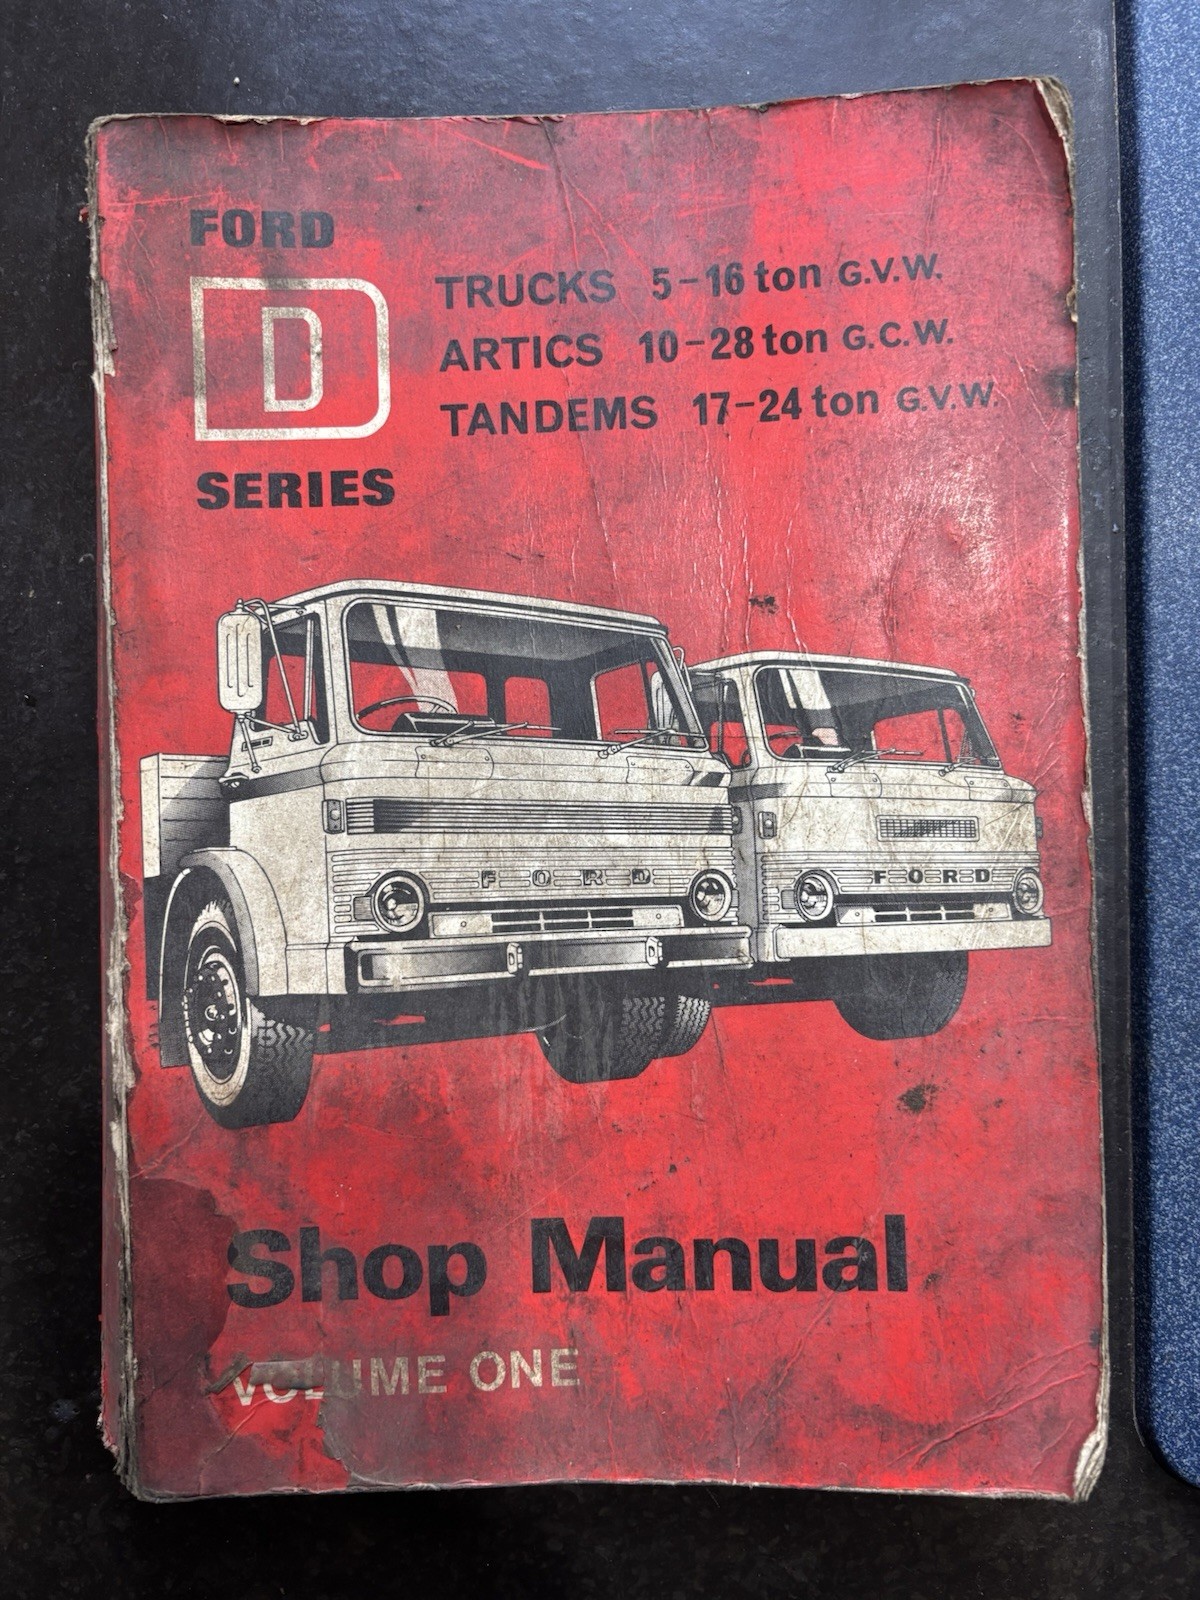 FORD
D
SERIES
TRUCKS 5-16 ton G.V.W.
ARTICS 10-28 ton G.C.W.
TANDEMS 17-24 ton G.V.W.
FORD
FORD
Shop Manual
VOLUME ONE